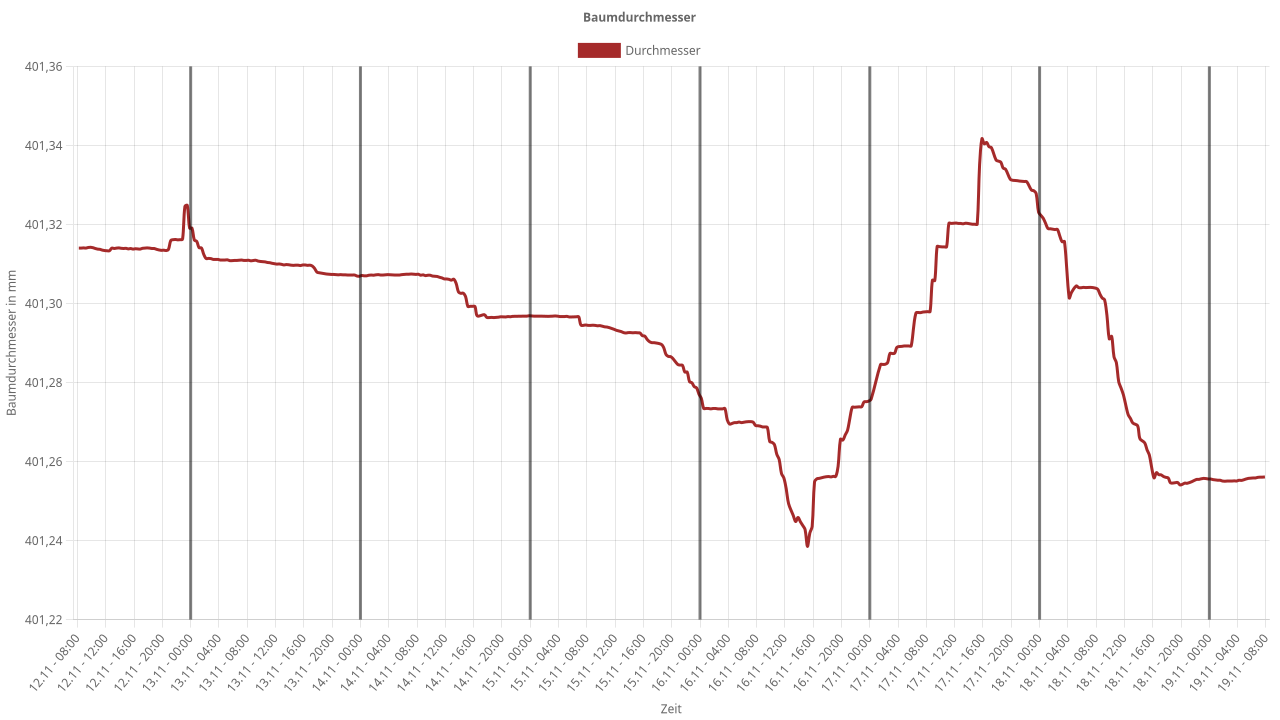 Baumdurchmesser
Durchmesser
401,36
401,34
401,32
401,30
401,28
401,26
401,24
401,22
Baumdurchmesser in mm
12.11 - 08:00
12.11 - 12:00
12.11 - 16:00
12.11 - 20:00
13.11 - 00:00
13.11 - 04:00
13.11 - 08:00
13.11 - 12:00
13.11 - 16:00
13.11 - 20:00
14.11 - 00:00
14.11 - 04:00
14.11 - 08:00
14.11 - 12:00
14.11 - 16:00
14.11 - 20:00
15.11 - 00:00
15.11 - 04:00
15.11 - 08:00
15.11 - 12:00
15.11 - 16:00
15.11 - 20:00
16.11 - 00:00
16.11 - 04:00
16.11 - 08:00
16.11 - 12:00
16.11 - 16:00
16.11 - 20:00
17.11 - 00:00
17.11 - 04:00
17.11 - 08:00
17.11 - 12:00
17.11 - 16:00
17.11 - 20:00
18.11 - 00:00
18.11 - 04:00
18.11 - 08:00
18.11 - 12:00
18.11 - 16:00
18.11 - 20:00
19.11 - 00:00
19.11 - 04:00
19.11 - 08:00
Zeit